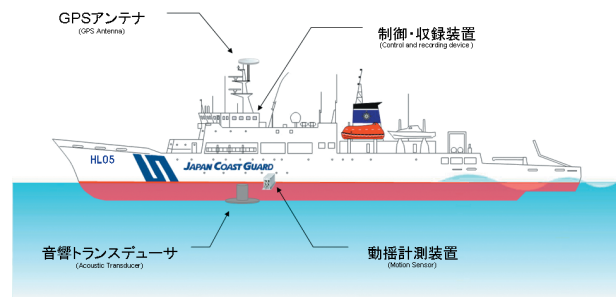 GPSアンテナ
(GPS Antenna)
制御・収録装置
(Control and recording device)
HL05
JAPAN COAST GUARD
音響トランスデューサ
(Acoustic Transducer)
動揺計測装置
(Motion Sensor)